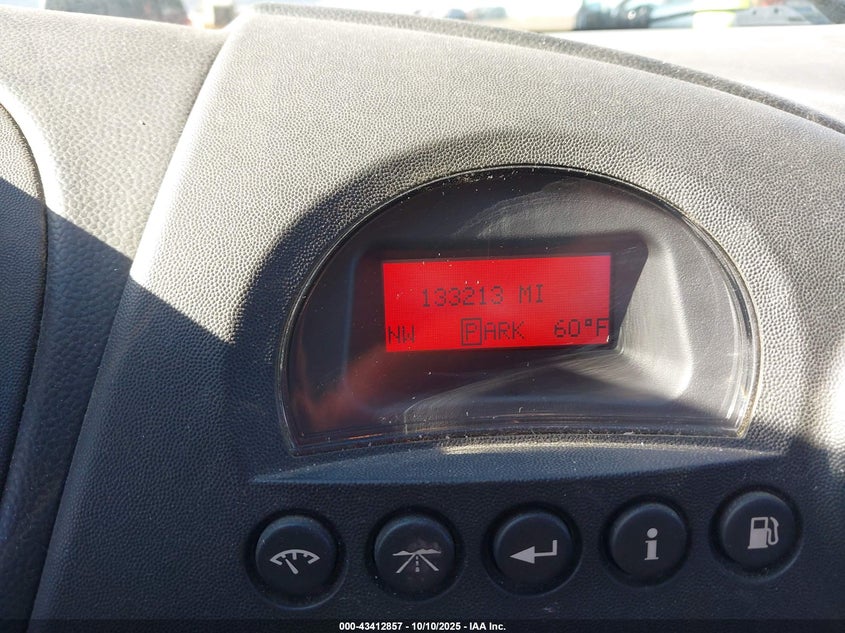 133213 MI
NW PARK 60°F
i
000-43412857 - 10/10/2025 - IAA Inc.